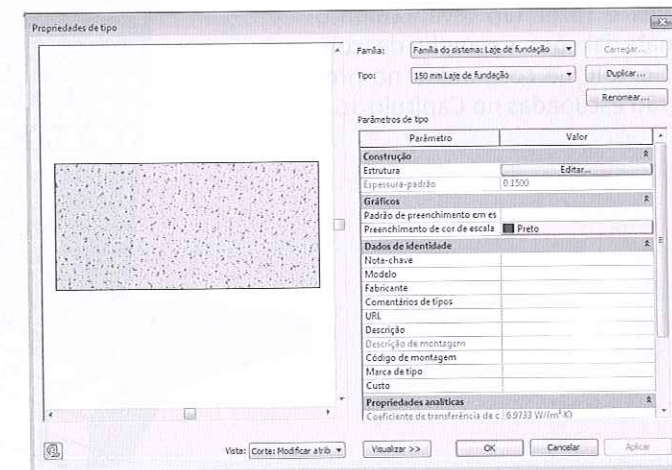 Propriedades de tipo
Família: Família do sistema: Laje de fundação Carregar...
Tipo: 150 mm Laje de fundação Duplicar...
Renomear...
Parâmetros de tipo
Parâmetro Valor
Construção
Estrutura Editar...
Espessura-padrão 0.1500
Gráficos
Padrão de preenchimento em es
Preenchimento de cor de escala Preto
Dados de identidade
Nota-chave
Modelo
Fabricante
Comentários de tipos
URL
Descrição
Descrição de montagem
Código de montagem
Marca de tipo
Custo
Propriedades analíticas
Coeficiente de transferência de c 6.9733 W/(m²·K)
Vista: Corte: Modificar atrib Visualizar >> OK Cancelar Aplicar